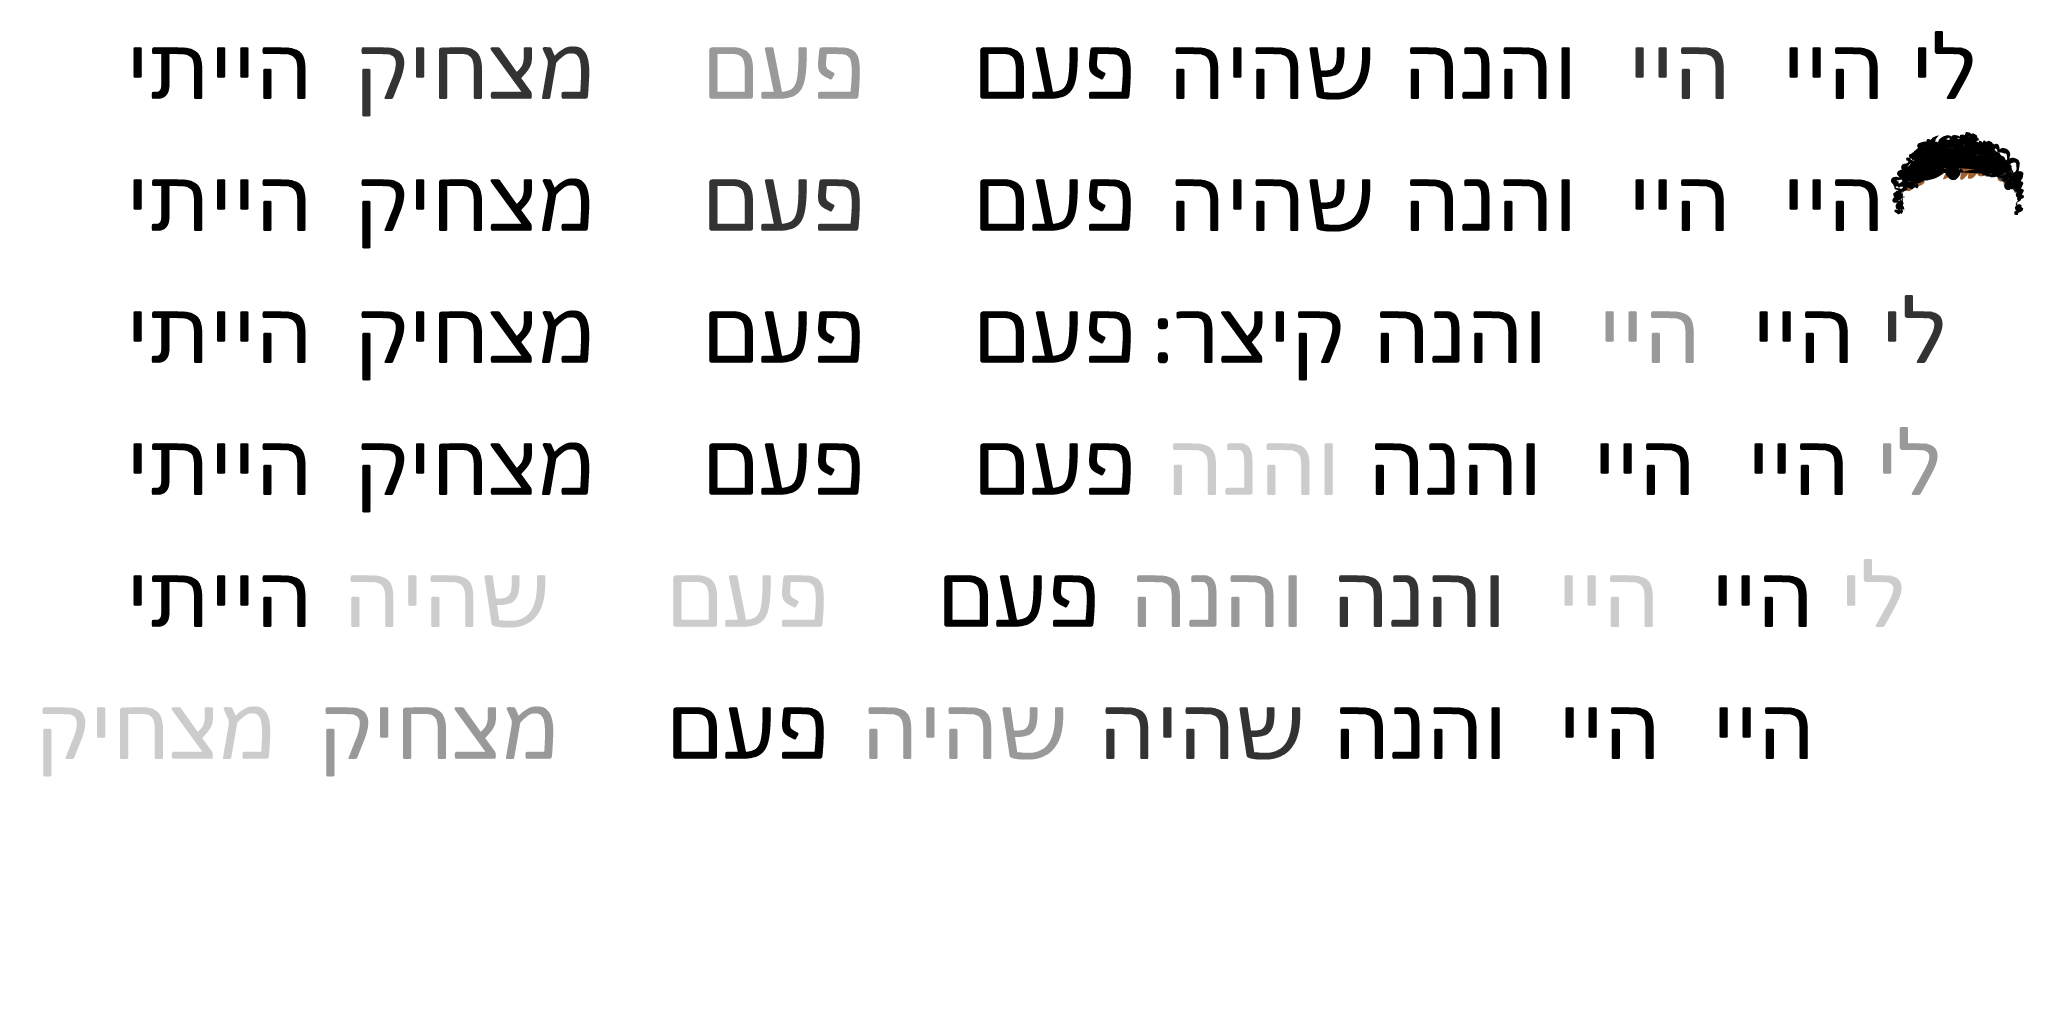 לי היי היי והנה שהיה פעם פעם מצחיק הייתי
היי היי והנה שהיה פעם פעם מצחיק הייתי
לי היי היי והנה קיצר: פעם פעם מצחיק הייתי
לי היי היי והנה והנה פעם פעם מצחיק הייתי
לי היי היי והנה והנה פעם פעם שהיה הייתי
היי היי והנה שהיה שהיה פעם מצחיק מצחיק